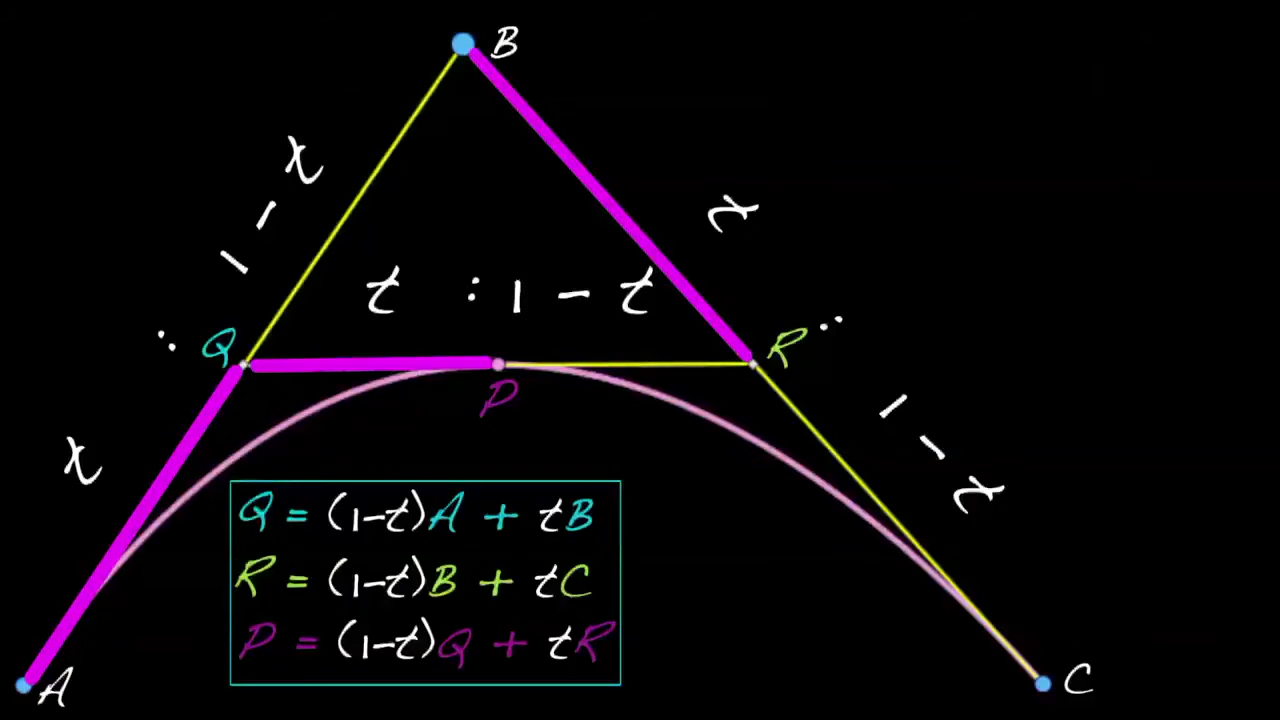 B
t
1 - t
t
t : 1 - t
:
Q
R
:
P
t
1 - t
Q = (1-t)A + tB
R = (1-t)B + tC
P = (1-t)Q + tR
A
C